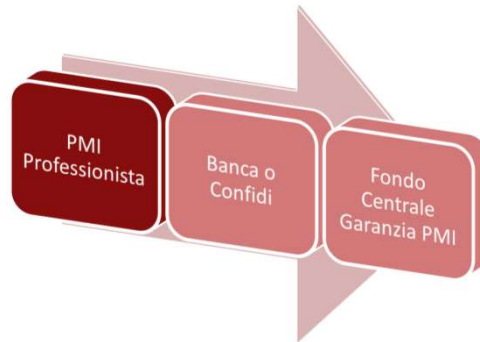 PMI
Professionista
Banca o
Confidi
Fondo
Centrale
Garanzia PMI